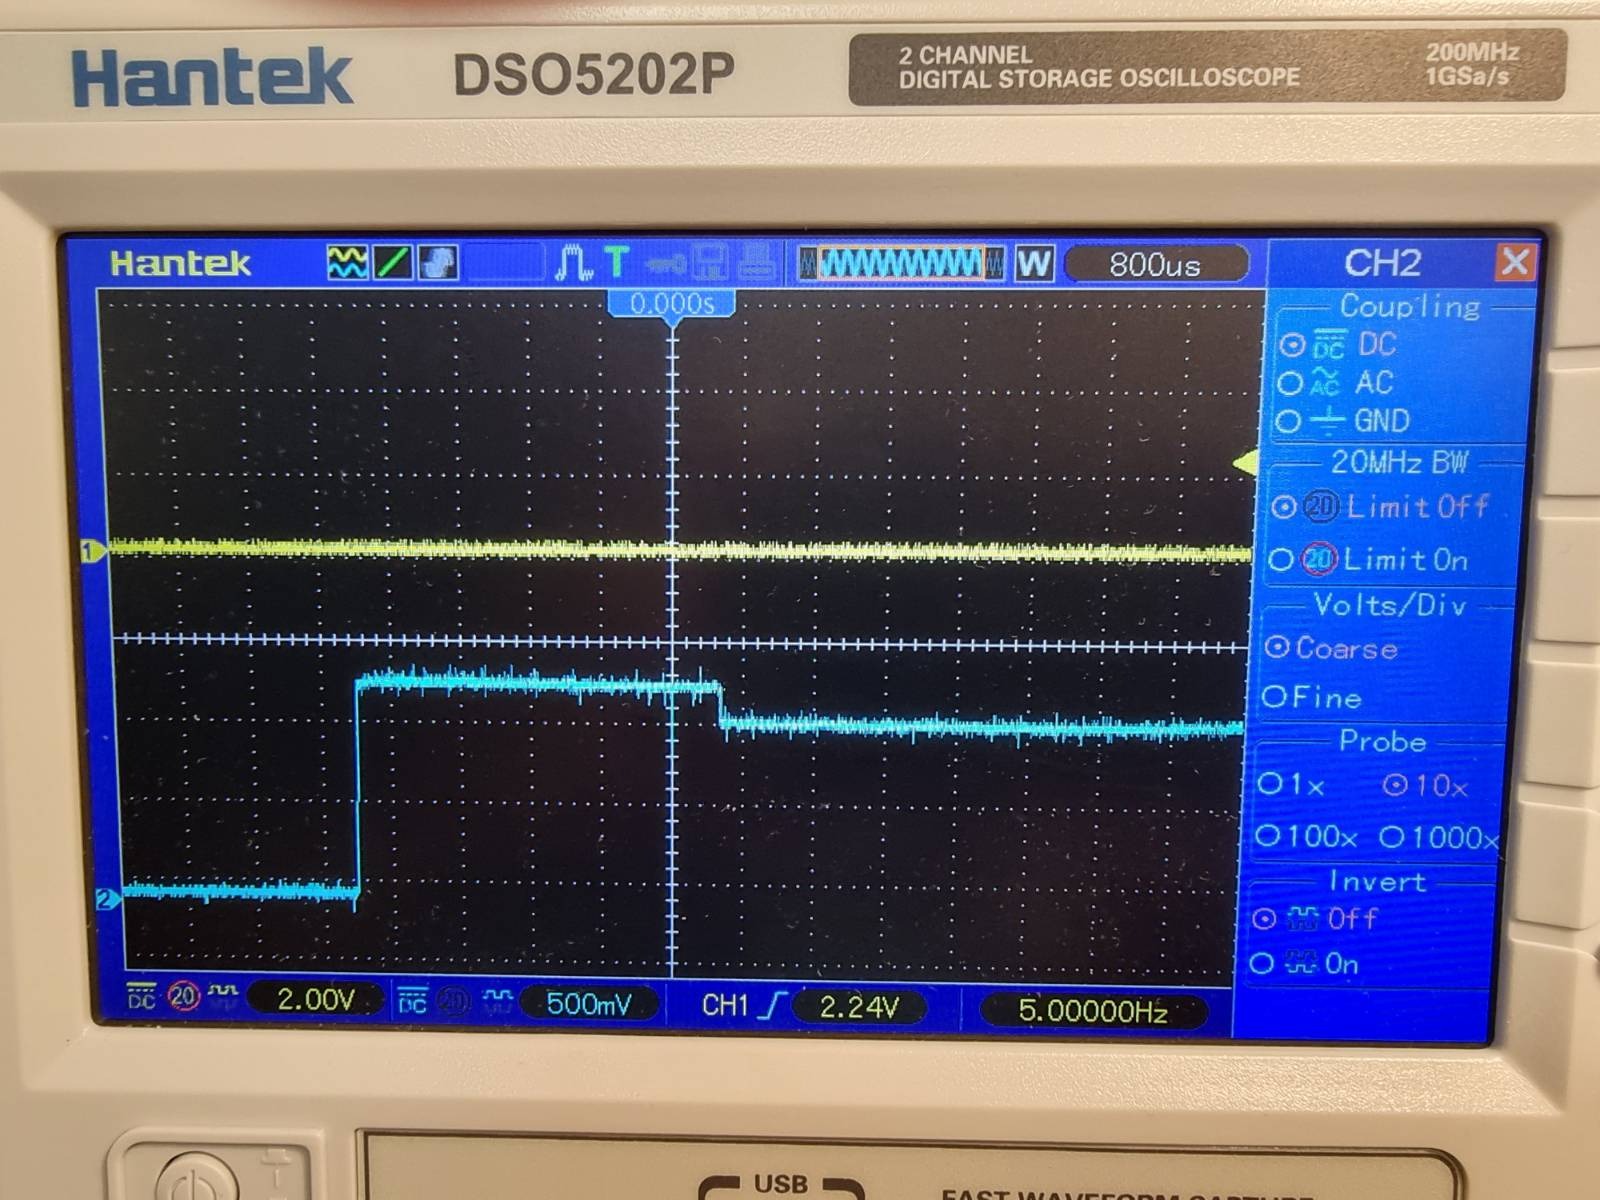 Hantek DSO5202P 2 CHANNEL 200MHz
DIGITAL STORAGE OSCILLOSCOPE 1GSa/s
Hantek T W 800us CH2 X
0.000s
Coupling
DC DC
AC AC
GND
20MHz BW
20 Limit Off
1
20 Limit On
Volts/Div
Coarse
Fine
Probe
1x 10x
100x 1000x
Invert
2
Off
On
DC 20 2.00V DC 20 500mV CH1 2.24V 5.00000Hz
USB
FAST WAVEFORM CAPTURE